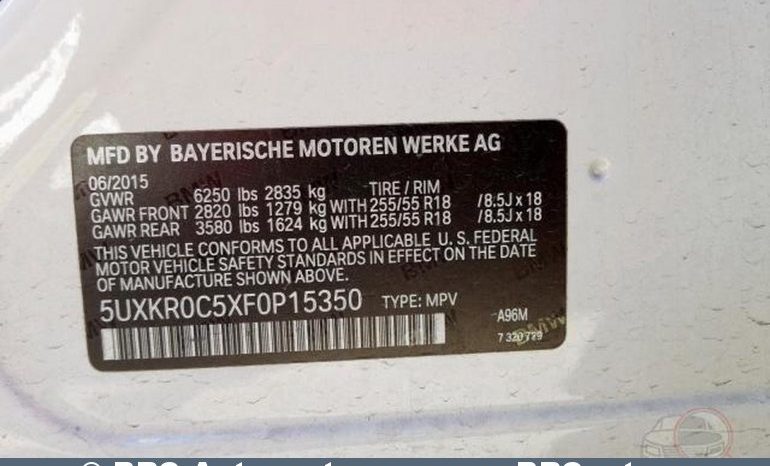 MFD BY BAYERISCHE MOTOREN WERKE AG
06/2015
GVWR 6250 lbs 2835 kg TIRE / RIM
GAWR FRONT 2820 lbs 1279 kg WITH 255/55 R18 /8.5J x 18
GAWR REAR 3580 lbs 1624 kg WITH 255/55 R18 /8.5J x 18
THIS VEHICLE CONFORMS TO ALL APPLICABLE U. S. FEDERAL
MOTOR VEHICLE SAFETY STANDARDS IN EFFECT ON THE DATE
OF MANUFACTURE SHOWN ABOVE.
5UXKR0C5XF0P15350 TYPE: MPV
A96M
7 320 729